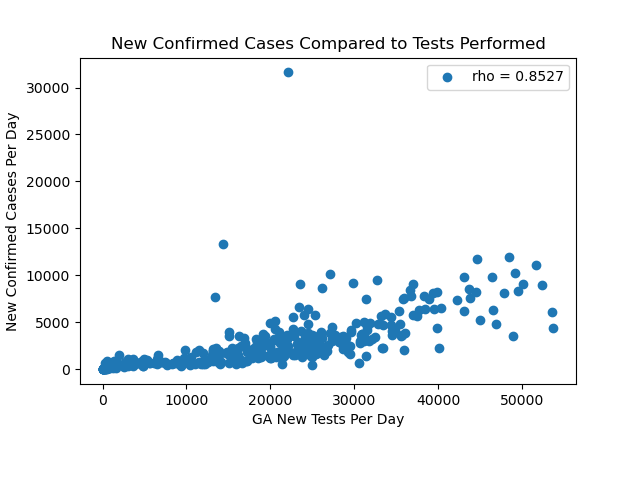 New Confirmed Cases Compared to Tests Performed
rho = 0.8527
30000
25000
20000
15000
10000
5000
0
New Confirmed Caeses Per Day
0 10000 20000 30000 40000 50000
GA New Tests Per Day